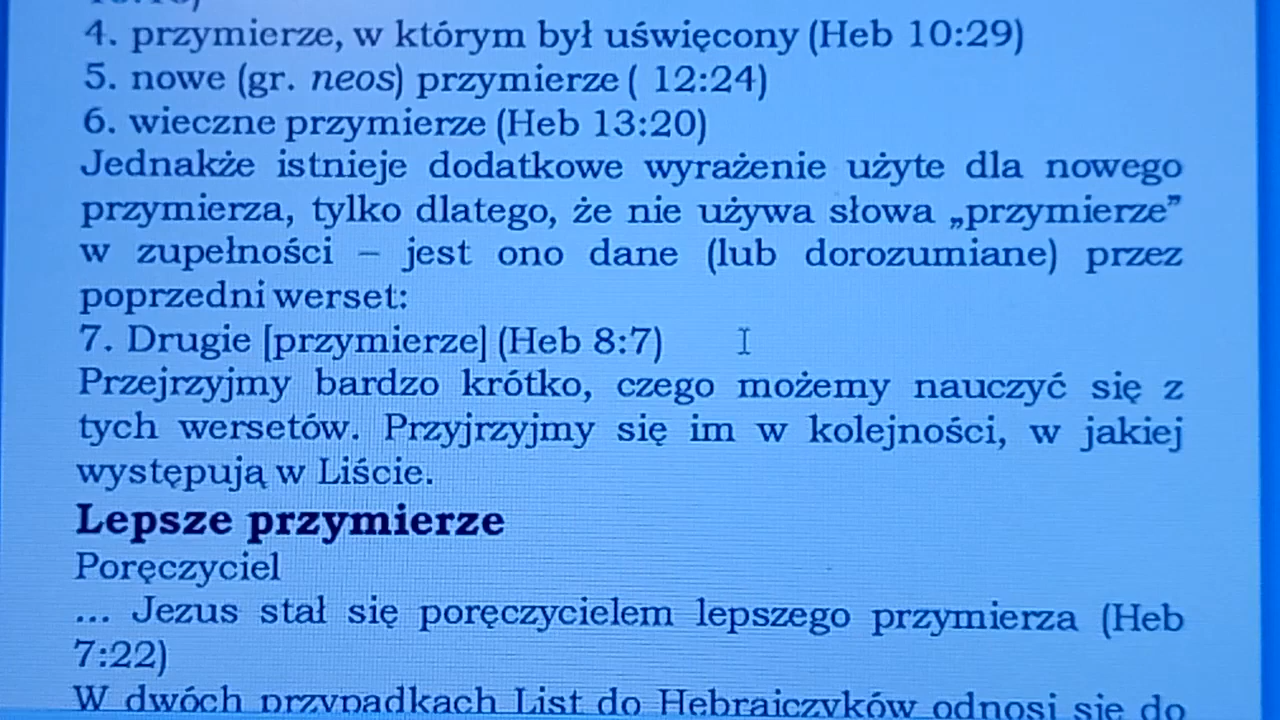 4. przymierze, w którym był uświęcony (Heb 10:29)
5. nowe (gr. neos) przymierze ( 12:24)
6. wieczne przymierze (Heb 13:20)
Jednakże istnieje dodatkowe wyrażenie użyte dla nowego
przymierza, tylko dlatego, że nie używa słowa „przymierze”
w zupełności – jest ono dane (lub dorozumiane) przez
poprzedni werset:
7. Drugie [przymierze] (Heb 8:7)
Przejrzyjmy bardzo krótko, czego możemy nauczyć się z
tych wersetów. Przyjrzyjmy się im w kolejności, w jakiej
występują w Liście.
Lepsze przymierze
Poręczyciel
... Jezus stał się poręczycielem lepszego przymierza (Heb
7:22)
W dwóch przypadkach List do Hebrajczyków odnosi się do